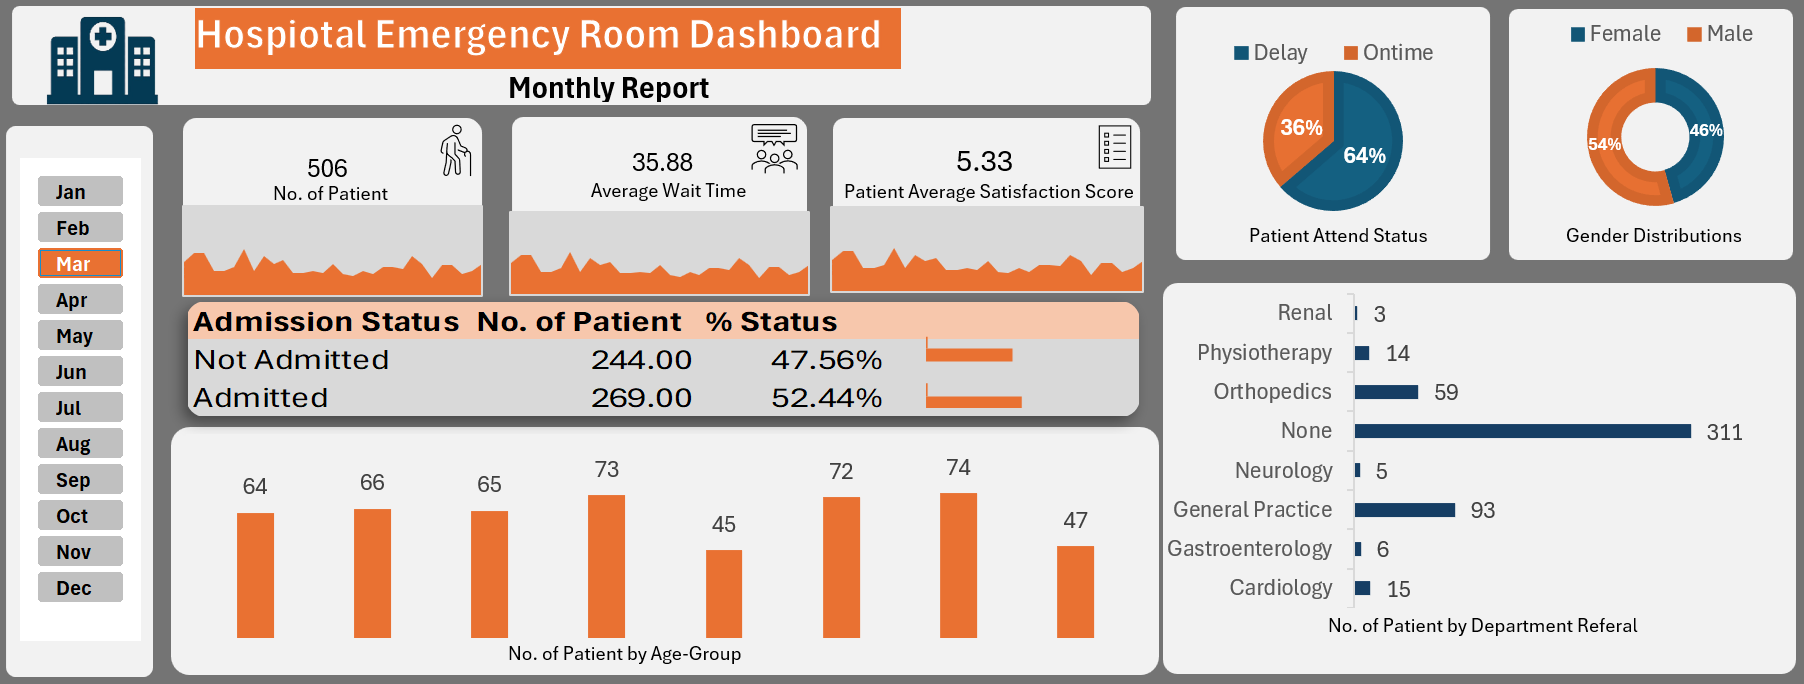 Hospiotal Emergency Room Dashboard
Monthly Report
Jan
Feb
Mar
Apr
May
Jun
Jul
Aug
Sep
Oct
Nov
Dec
506
No. of Patient
35.88
Average Wait Time
5.33
Patient Average Satisfaction Score
Delay Ontime
36%
64%
Patient Attend Status
Female Male
46%
54%
Gender Distributions
Admission Status No. of Patient % Status
Not Admitted 244.00 47.56%
Admitted 269.00 52.44%
64 66 65 73 45 72 74 47
No. of Patient by Age-Group
Renal 3
Physiotherapy 14
Orthopedics 59
None 311
Neurology 5
General Practice 93
Gastroenterology 6
Cardiology 15
No. of Patient by Department Referal